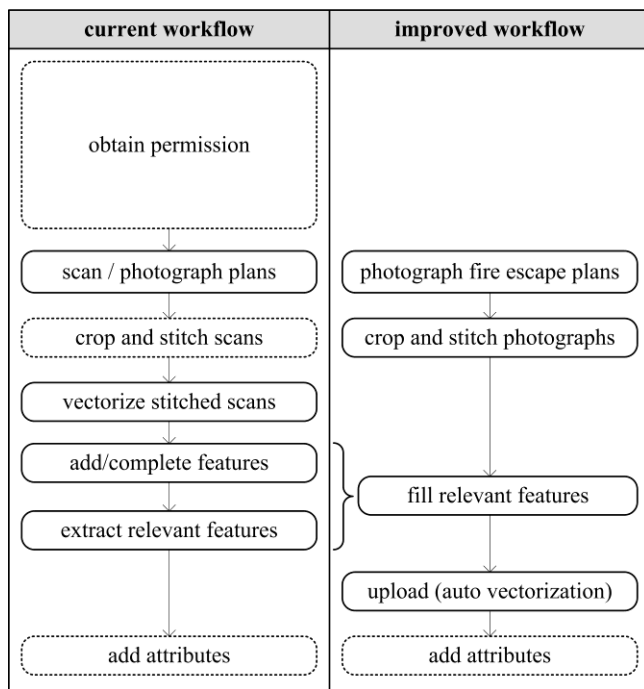 current workflow
improved workflow
obtain permission
scan / photograph plans
photograph fire escape plans
crop and stitch scans
crop and stitch photographs
vectorize stitched scans
add/complete features
fill relevant features
extract relevant features
upload (auto vectorization)
add attributes
add attributes